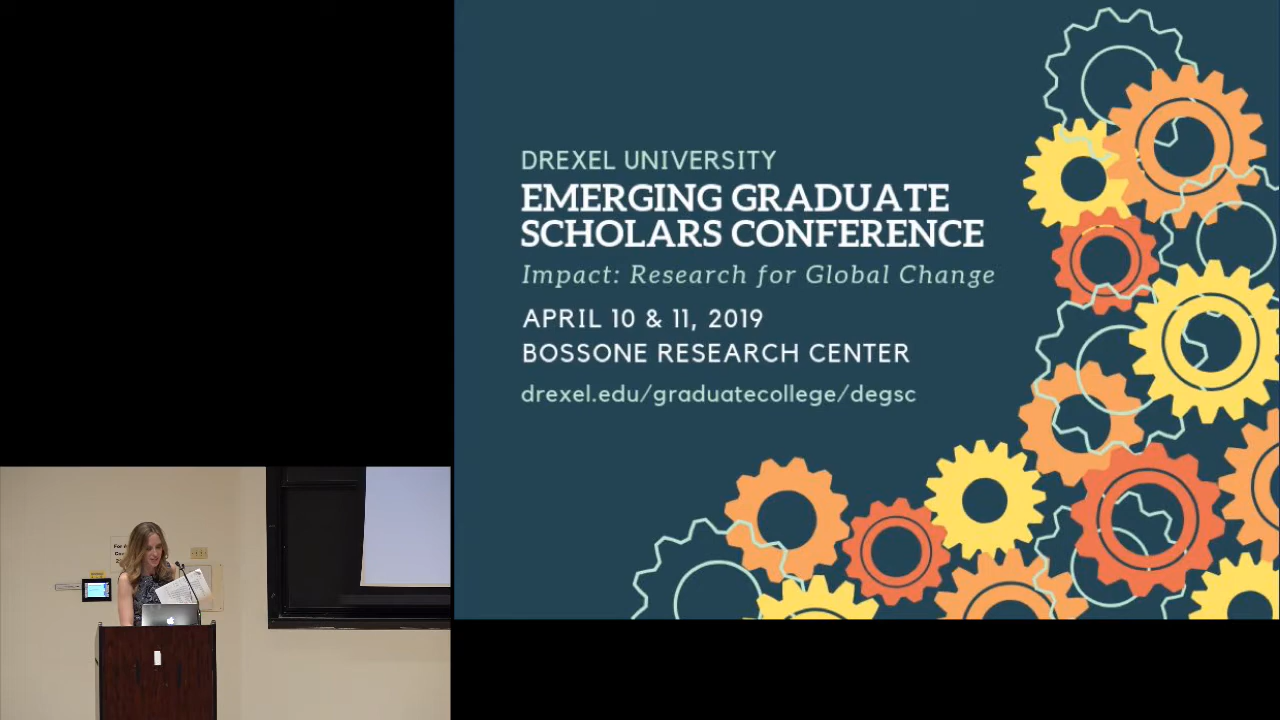 DREXEL UNIVERSITY
EMERGING GRADUATE
SCHOLARS CONFERENCE
Impact: Research for Global Change
APRIL 10 & 11, 2019
BOSSONE RESEARCH CENTER
drexel.edu/graduatecollege/degsc